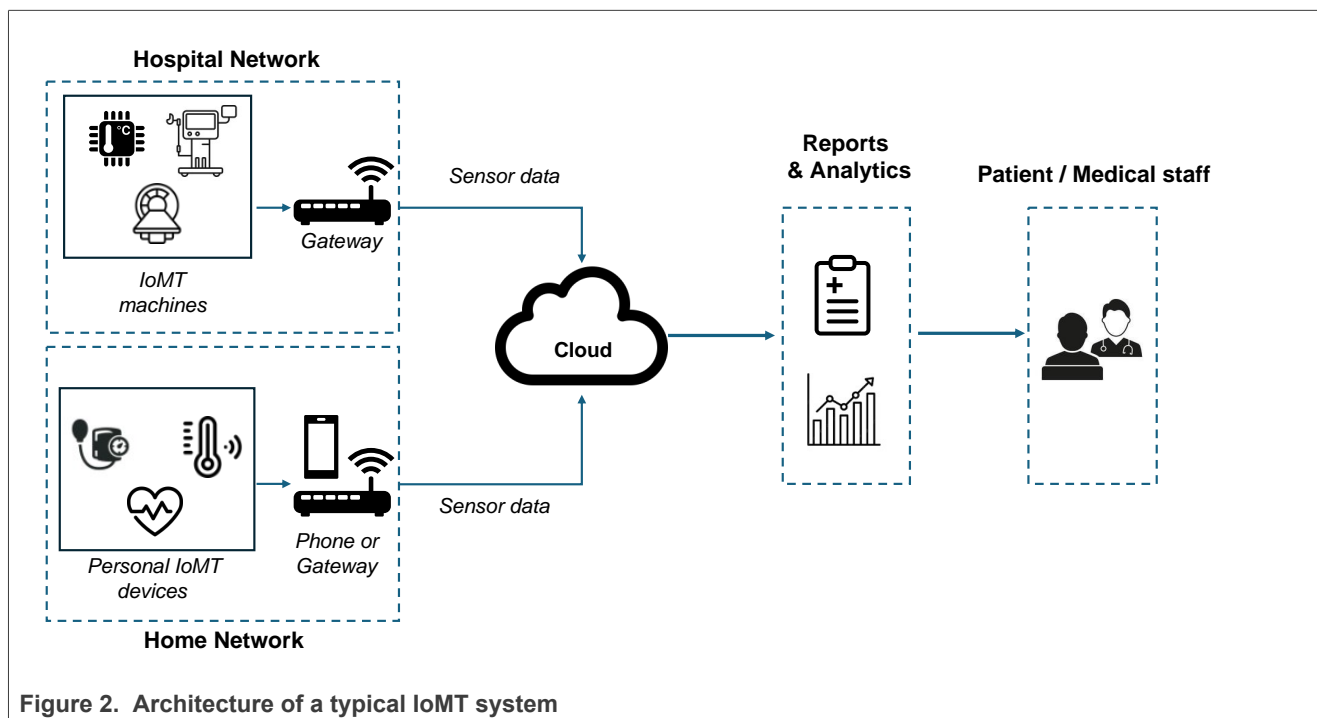 Hospital Network
°C
IoMT
machines
Gateway
Sensor data
Cloud
Reports
& Analytics
Patient / Medical staff
Personal IoMT
devices
Phone or
Gateway
Sensor data
Home Network
Figure 2. Architecture of a typical IoMT system